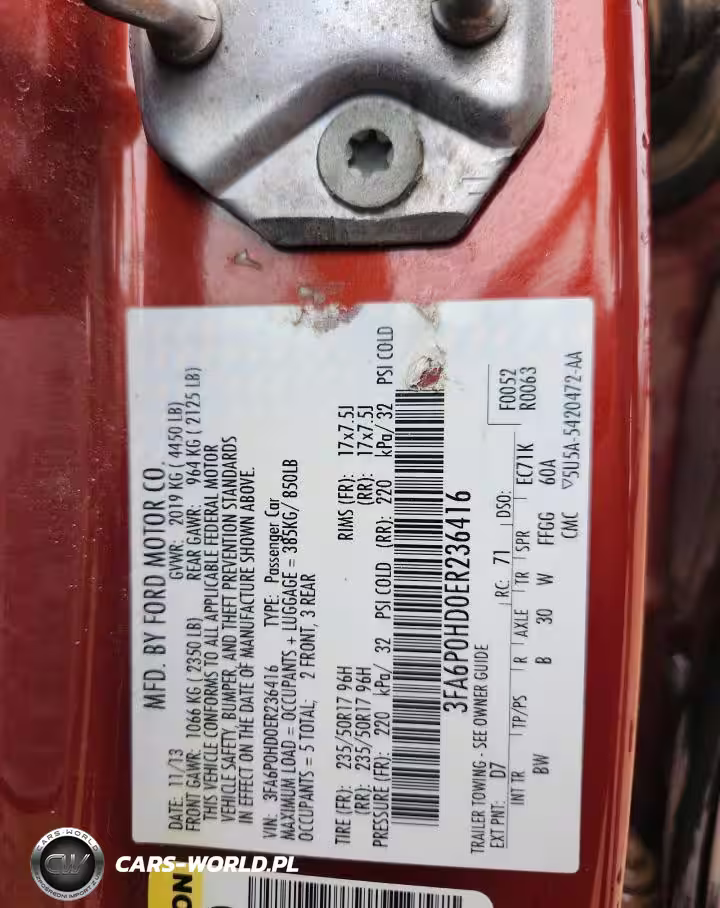 MFD. BY FORD MOTOR CO.
DATE: 11/13 GVWR: 2019 KG ( 4450 LB)
FRONT GAWR: 1066 KG ( 2350 LB) REAR GAWR: 964 KG ( 2125 LB)
THIS VEHICLE CONFORMS TO ALL APPLICABLE FEDERAL MOTOR
VEHICLE SAFETY, BUMPER, AND THEFT PREVENTION STANDARDS
IN EFFECT ON THE DATE OF MANUFACTURE SHOWN ABOVE.
VIN: 3FA6P0HD0ER236416 TYPE: Passenger Car
MAXIMUM LOAD = OCCUPANTS + LUGGAGE = 385KG/ 850LB
OCCUPANTS = 5 TOTAL; 2 FRONT, 3 REAR
TIRE (FR): 235/50R17 96H RIMS (FR): 17x7.5J
(RR): 235/50R17 96H (RR): 17x7.5J
PRESSURE (FR): 220 kPa/ 32 PSI COLD (RR): 220 kPa/ 32 PSI COLD
3FA6P0HD0ER236416
TRAILER TOWING - SEE OWNER GUIDE
F0052
R0063
EXT PNT: D7 RC: 71 DSO:
INT TR TP/PS R AXLE TR SPR EC71K
BW B 30 W FFGG 60A
CMC ▽5U5A-5420472-AA
ON
CARS-WORLD
CW
CARS-WORLD.PL